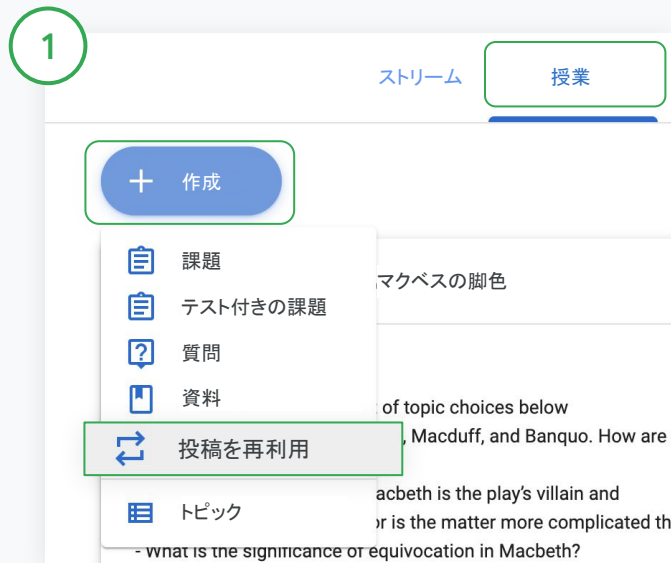 1
ストリーム
授業
作成
課題
マクベスの脚色
テスト付きの課題
質問
資料
of topic choices below
投稿を再利用
, Macduff, and Banquo. How are
acbeth is the play's villain and
トピック
or is the matter more complicated th
- What is the significance of equivocation in Macbeth?